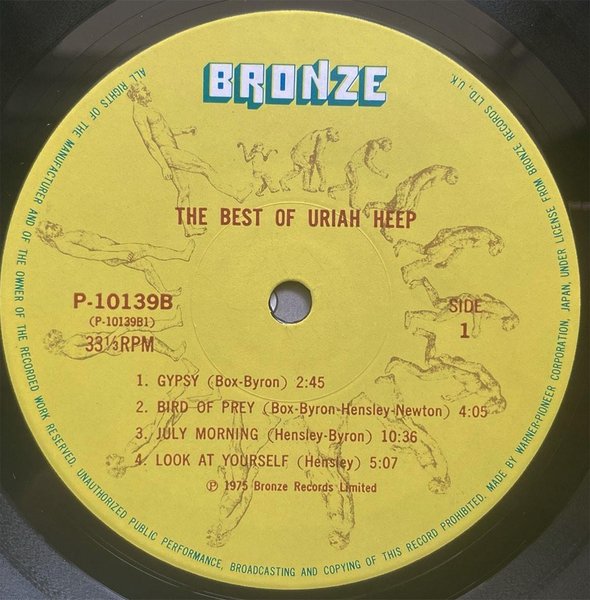 BRONZE
THE BEST OF URIAH HEEP
P-10139B
(P-10139B1)
33⅓RPM
SIDE
1
1. GYPSY (Box-Byron) 2:45
2. BIRD OF PREY (Box-Byron-Hensley-Newton) 4:05
3. JULY MORNING (Hensley-Byron) 10:36
4. LOOK AT YOURSELF (Hensley) 5:07
Ⓟ 1975 Bronze Records Limited
ALL RIGHTS OF THE MANUFACTURER AND OF THE OWNER OF THE RECORDED WORK RESERVED. UNAUTHORIZED PUBLIC PERFORMANCE, BROADCASTING AND COPYING OF THIS RECORD PROHIBITED. MADE BY WARNER-PIONEER CORPORATION, JAPAN, UNDER LICENSE FROM BRONZE RECORDS LTD., U.K.